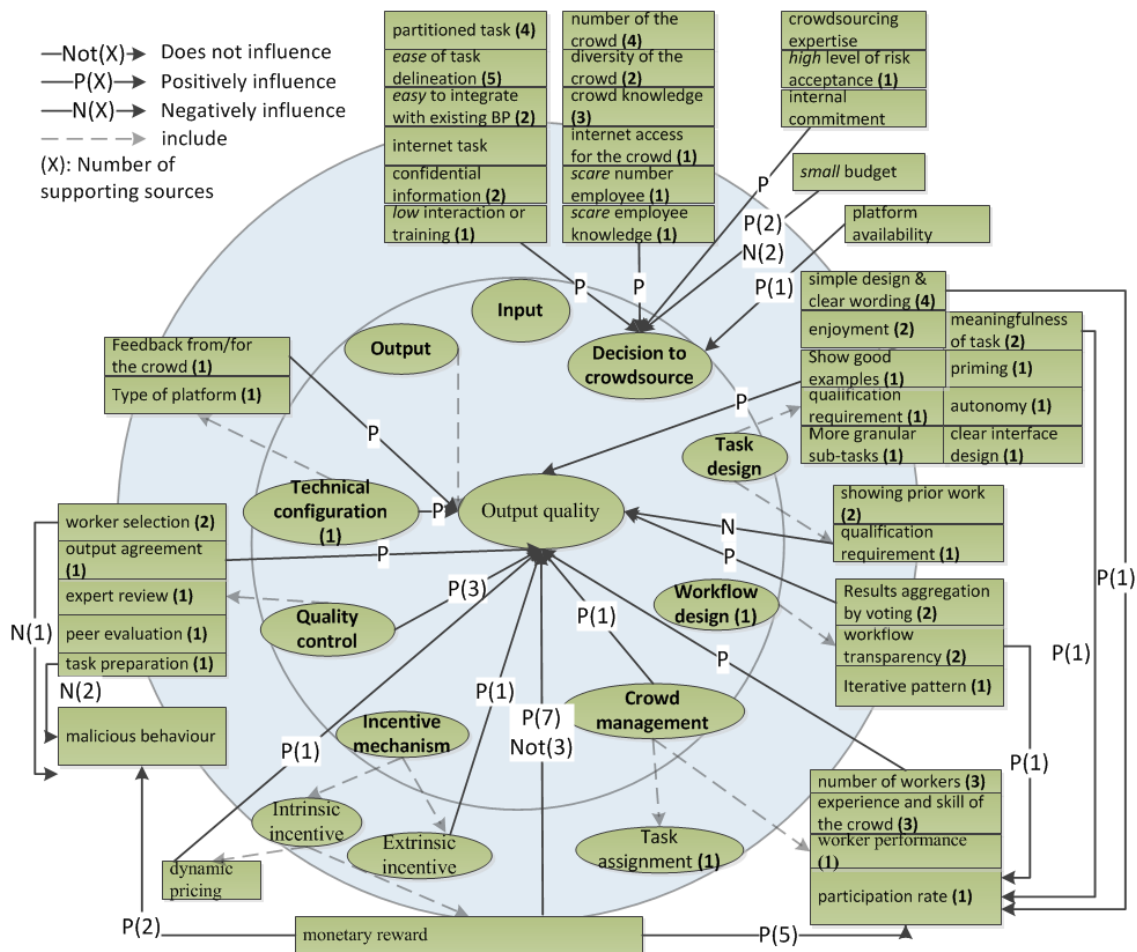 Not(X) Does not influence
P(X) Positively influence
N(X) Negatively influence
include
(X): Number of
supporting sources
partitioned task (4)
ease of task
delineation (5)
easy to integrate
with existing BP (2)
internet task
confidential
information (2)
low interaction or
training (1)
number of the
crowd (4)
diversity of the
crowd (2)
crowd knowledge
(3)
internet access
for the crowd (1)
scare number
employee (1)
scare employee
knowledge (1)
crowdsourcing
expertise
high level of risk
acceptance (1)
internal
commitment
small budget
platform
availability
P
P(2)
N(2)
P(1)
P
P
Input
Output
Decision to
crowdsource
simple design &
clear wording (4)
enjoyment (2)
meaningfulness
of task (2)
Show good
examples (1)
priming (1)
qualification
requirement (1)
autonomy (1)
More granular
sub-tasks (1)
clear interface
design (1)
Feedback from/for
the crowd (1)
Type of platform (1)
P
P
Task
design
Technical
configuration
(1)
P
Output quality
showing prior work
(2)
qualification
requirement (1)
N
P
worker selection (2)
output agreement
(1)
expert review (1)
peer evaluation (1)
task preparation (1)
P
N(1)
N(2)
malicious behaviour
Quality
control
P(3)
P(1)
Workflow
design (1)
Results aggregation
by voting (2)
workflow
transparency (2)
Iterative pattern (1)
P(1)
P(1)
P(1)
P
P(1)
P(7)
Not(3)
Crowd
management
Incentive
mechanism
P(1)
Intrinsic
incentive
Extrinsic
incentive
Task
assignment (1)
dynamic
pricing
number of workers (3)
experience and skill of
the crowd (3)
worker performance
(1)
participation rate (1)
P(2)
monetary reward
P(5)